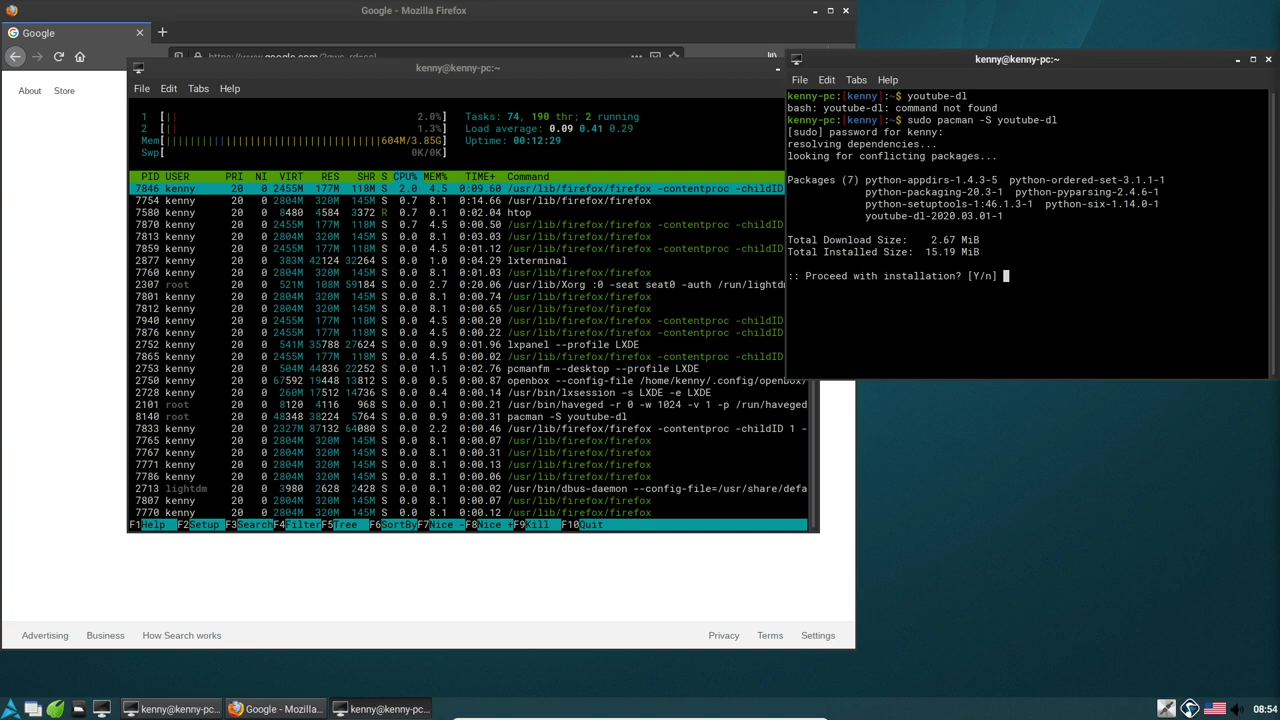 Google - Mozilla Firefox
Google
https://www.google.com/?gws_rd=ssl
About Store
kenny@kenny-pc:~
File Edit Tabs Help
1 [|| 2.0%] Tasks: 74, 190 thr; 2 running
2 [|| 1.3%] Load average: 0.09 0.41 0.29
Mem[||||||||||||||||||||||||||||||||||||604M/3.85G] Uptime: 00:12:29
Swp[ 0K/0K]
PID USER PRI NI VIRT RES SHR S CPU% MEM% TIME+ Command
7846 kenny 20 0 2455M 177M 118M S 2.0 4.5 0:09.60 /usr/lib/firefox/firefox -contentproc -childID
7754 kenny 20 0 2804M 320M 145M S 0.7 8.1 0:14.66 /usr/lib/firefox/firefox
7580 kenny 20 0 8480 4584 3372 R 0.7 0.1 0:02.04 htop
7870 kenny 20 0 2455M 177M 118M S 0.7 4.5 0:00.50 /usr/lib/firefox/firefox -contentproc -childID
7813 kenny 20 0 2804M 320M 145M S 0.0 8.1 0:03.03 /usr/lib/firefox/firefox
7859 kenny 20 0 2455M 177M 118M S 0.0 4.5 0:01.12 /usr/lib/firefox/firefox -contentproc -childID
2877 kenny 20 0 383M 42124 32264 S 0.0 1.0 0:04.29 lxterminal
7760 kenny 20 0 2804M 320M 145M S 0.0 8.1 0:01.03 /usr/lib/firefox/firefox
2307 root 20 0 521M 108M 59184 S 0.0 2.7 0:20.06 /usr/lib/Xorg :0 -seat seat0 -auth /run/lightdm
7801 kenny 20 0 2804M 320M 145M S 0.0 8.1 0:00.74 /usr/lib/firefox/firefox
7812 kenny 20 0 2804M 320M 145M S 0.0 8.1 0:00.65 /usr/lib/firefox/firefox
7940 kenny 20 0 2455M 177M 118M S 0.0 4.5 0:00.20 /usr/lib/firefox/firefox -contentproc -childID
7876 kenny 20 0 2455M 177M 118M S 0.0 4.5 0:00.22 /usr/lib/firefox/firefox -contentproc -childID
2752 kenny 20 0 541M 35788 27624 S 0.0 0.9 0:01.96 lxpanel --profile LXDE
7865 kenny 20 0 2455M 177M 118M S 0.0 4.5 0:00.02 /usr/lib/firefox/firefox -contentproc -childID
2753 kenny 20 0 504M 44836 22252 S 0.0 1.1 0:02.76 pcmanfm --desktop --profile LXDE
2750 kenny 20 0 67592 19448 13812 S 0.0 0.5 0:00.87 openbox --config-file /home/kenny/.config/openbox/
2728 kenny 20 0 260M 17512 14736 S 0.0 0.4 0:00.14 /usr/bin/lxsession -s LXDE -e LXDE
2101 root 20 0 8120 4116 968 S 0.0 0.1 0:00.21 /usr/bin/haveged -r 0 -w 1024 -v 1 -p /run/haveged
8140 root 20 0 48348 38224 5764 S 0.0 0.9 0:00.31 pacman -S youtube-dl
7833 kenny 20 0 2327M 87132 64080 S 0.0 2.2 0:00.46 /usr/lib/firefox/firefox -contentproc -childID 1 -
7765 kenny 20 0 2804M 320M 145M S 0.0 8.1 0:00.07 /usr/lib/firefox/firefox
7767 kenny 20 0 2804M 320M 145M S 0.0 8.1 0:00.31 /usr/lib/firefox/firefox
7771 kenny 20 0 2804M 320M 145M S 0.0 8.1 0:00.13 /usr/lib/firefox/firefox
7786 kenny 20 0 2804M 320M 145M S 0.0 8.1 0:00.06 /usr/lib/firefox/firefox
2713 lightdm 20 0 3980 2628 2428 S 0.0 0.1 0:00.02 /usr/bin/dbus-daemon --config-file=/usr/share/defa
7807 kenny 20 0 2804M 320M 145M S 0.0 8.1 0:00.07 /usr/lib/firefox/firefox
7770 kenny 20 0 2804M 320M 145M S 0.0 8.1 0:00.12 /usr/lib/firefox/firefox
F1Help F2Setup F3SearchF4FilterF5Tree F6SortByF7Nice -F8Nice +F9Kill F10Quit
kenny@kenny-pc:~
File Edit Tabs Help
kenny-pc:[kenny]:~$ youtube-dl
bash: youtube-dl: command not found
kenny-pc:[kenny]:~$ sudo pacman -S youtube-dl
[sudo] password for kenny:
resolving dependencies...
looking for conflicting packages...
Packages (7) python-appdirs-1.4.3-5 python-ordered-set-3.1.1-1
python-packaging-20.3-1 python-pyparsing-2.4.6-1
python-setuptools-1:46.1.3-1 python-six-1.14.0-1
youtube-dl-2020.03.01-1
Total Download Size: 2.67 MiB
Total Installed Size: 15.19 MiB
:: Proceed with installation? [Y/n]
Advertising Business How Search works Privacy Terms Settings
kenny@kenny-pc... Google - Mozilla... kenny@kenny-pc... 08:54